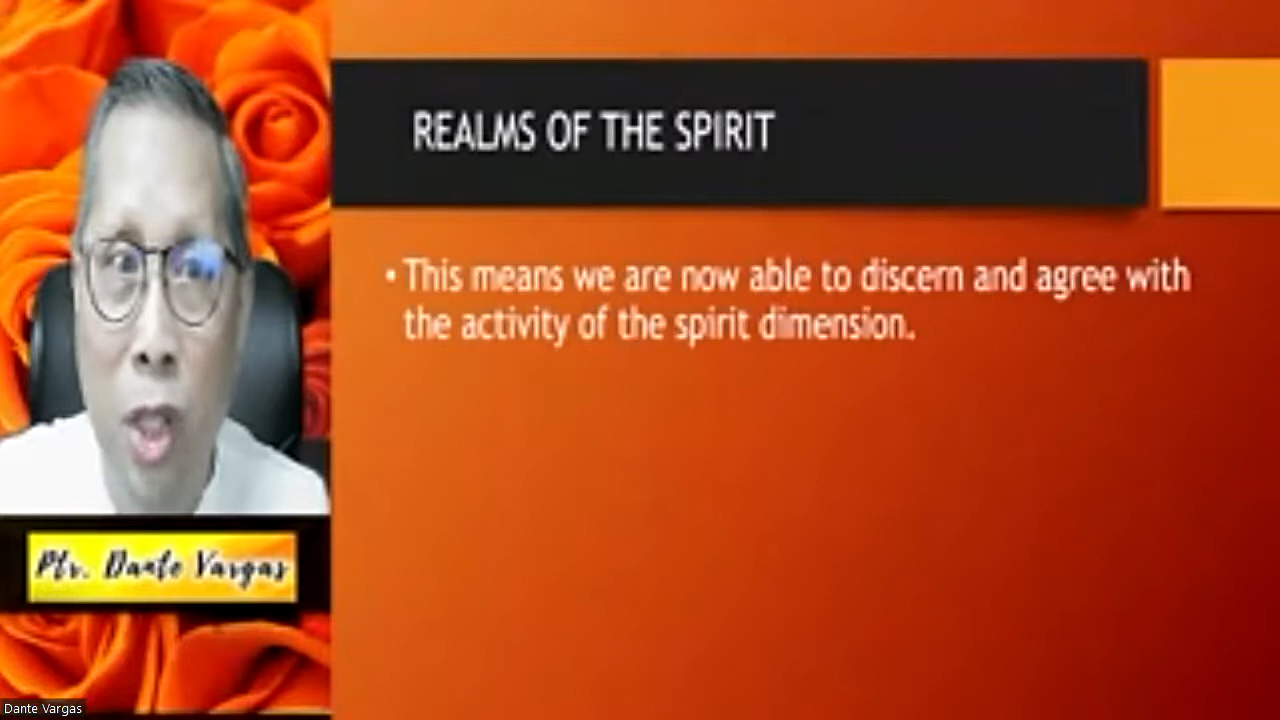 REALMS OF THE SPIRIT
• This means we are now able to discern and agree with
the activity of the spirit dimension.
Ptr. Dante Vargas
Dante Vargas